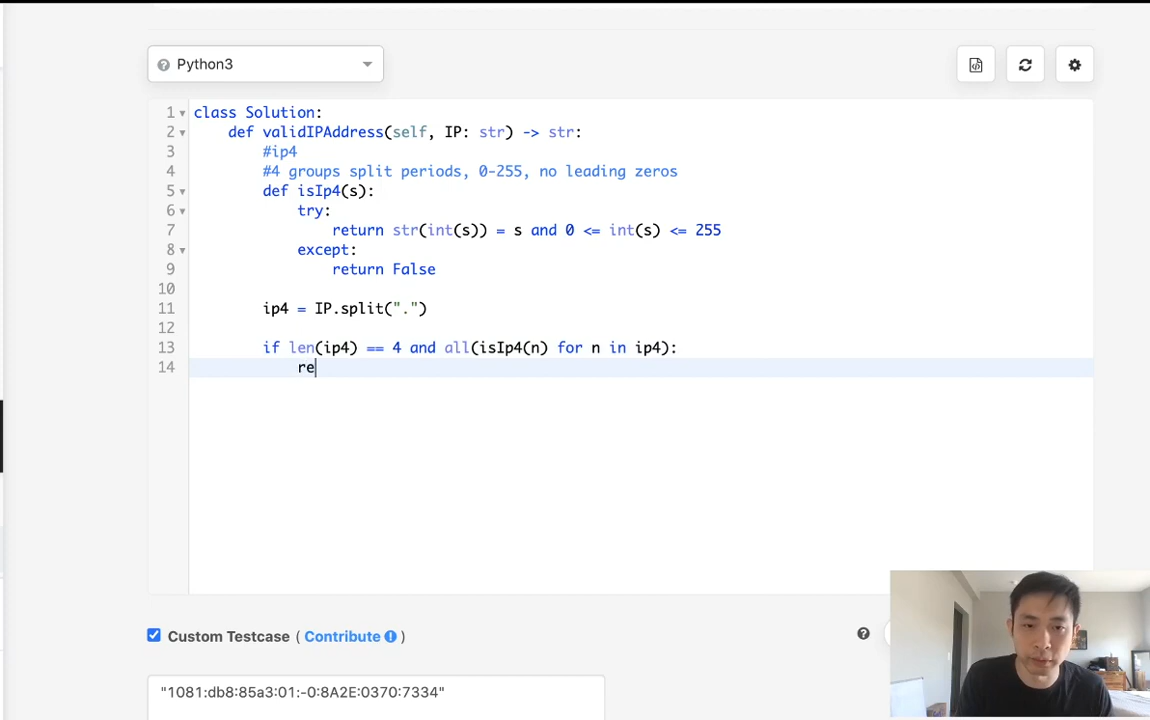 Python3
1 class Solution:
2 def validIPAddress(self, IP: str) -> str:
3 #ip4
4 #4 groups split periods, 0-255, no leading zeros
5 def isIp4(s):
6 try:
7 return str(int(s)) = s and 0 <= int(s) <= 255
8 except:
9 return False
10
11 ip4 = IP.split(".")
12
13 if len(ip4) == 4 and all(isIp4(n) for n in ip4):
14 re
Custom Testcase ( Contribute )
"1081:db8:85a3:01:-0:8A2E:0370:7334"